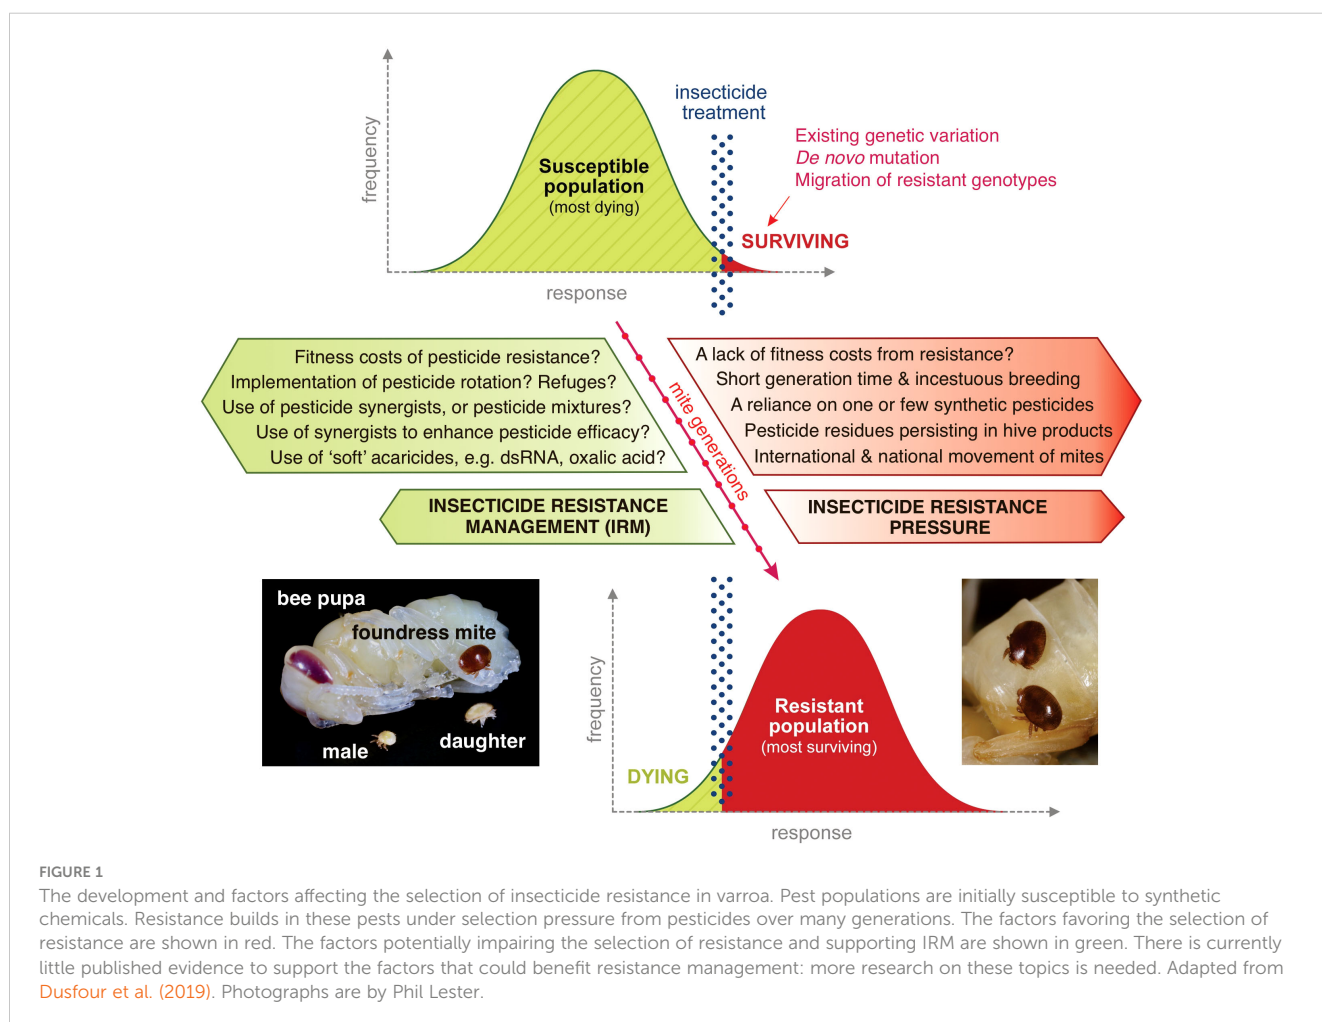 frequency
Susceptible
population
(most dying)
insecticide
treatment
Existing genetic variation
De novo mutation
Migration of resistant genotypes
SURVIVING
response
Fitness costs of pesticide resistance?
Implementation of pesticide rotation? Refuges?
Use of pesticide synergists, or pesticide mixtures?
Use of synergists to enhance pesticide efficacy?
Use of ‘soft’ acaricides, e.g. dsRNA, oxalic acid?
mite generations
A lack of fitness costs from resistance?
Short generation time & incestuous breeding
A reliance on one or few synthetic pesticides
Pesticide residues persisting in hive products
International & national movement of mites
INSECTICIDE RESISTANCE
MANAGEMENT (IRM)
INSECTICIDE RESISTANCE
PRESSURE
bee pupa
foundress mite
male
daughter
frequency
DYING
Resistant
population
(most surviving)
response
FIGURE 1
The development and factors affecting the selection of insecticide resistance in varroa. Pest populations are initially susceptible to synthetic
chemicals. Resistance builds in these pests under selection pressure from pesticides over many generations. The factors favoring the selection of
resistance are shown in red. The factors potentially impairing the selection of resistance and supporting IRM are shown in green. There is currently
little published evidence to support the factors that could benefit resistance management: more research on these topics is needed. Adapted from
Dusfour et al. (2019). Photographs are by Phil Lester.